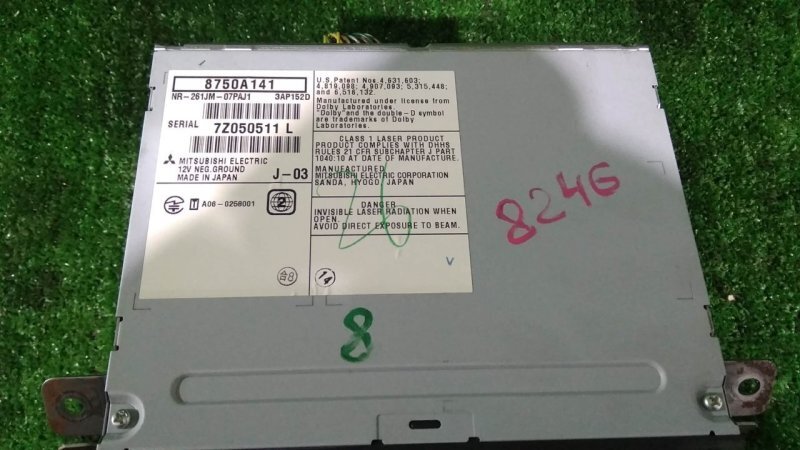 8750A141
NR-261JM-07PAJ1 3AP152D
SERIAL 7Z050511 L
MITSUBISHI ELECTRIC
12V NEG.GROUND
MADE IN JAPAN J-03
A06-0258001
2
合8
U.S.Patent Nos 4,631,603;
4,819,098; 4,907,093; 5,315,448;
and 6,516,132.
Manufactured under license from
Dolby Laboratories.
"Dolby" and the double-D symbol
are trademarks of Dolby
Laboratories.
CLASS 1 LASER PRODUCT
PRODUCT COMPLIES WITH DHHS
RULES 21 CFR SUBCHAPTER J PART
1040:10 AT DATE OF MANUFACTURE.
MANUFACTURED
MITSUBISHI ELECTRIC CORPORATION
SANDA, HYOGO JAPAN
DANGER
INVISIBLE LASER RADIATION WHEN
OPEN.
AVOID DIRECT EXPOSURE TO BEAM.
V
8246
8